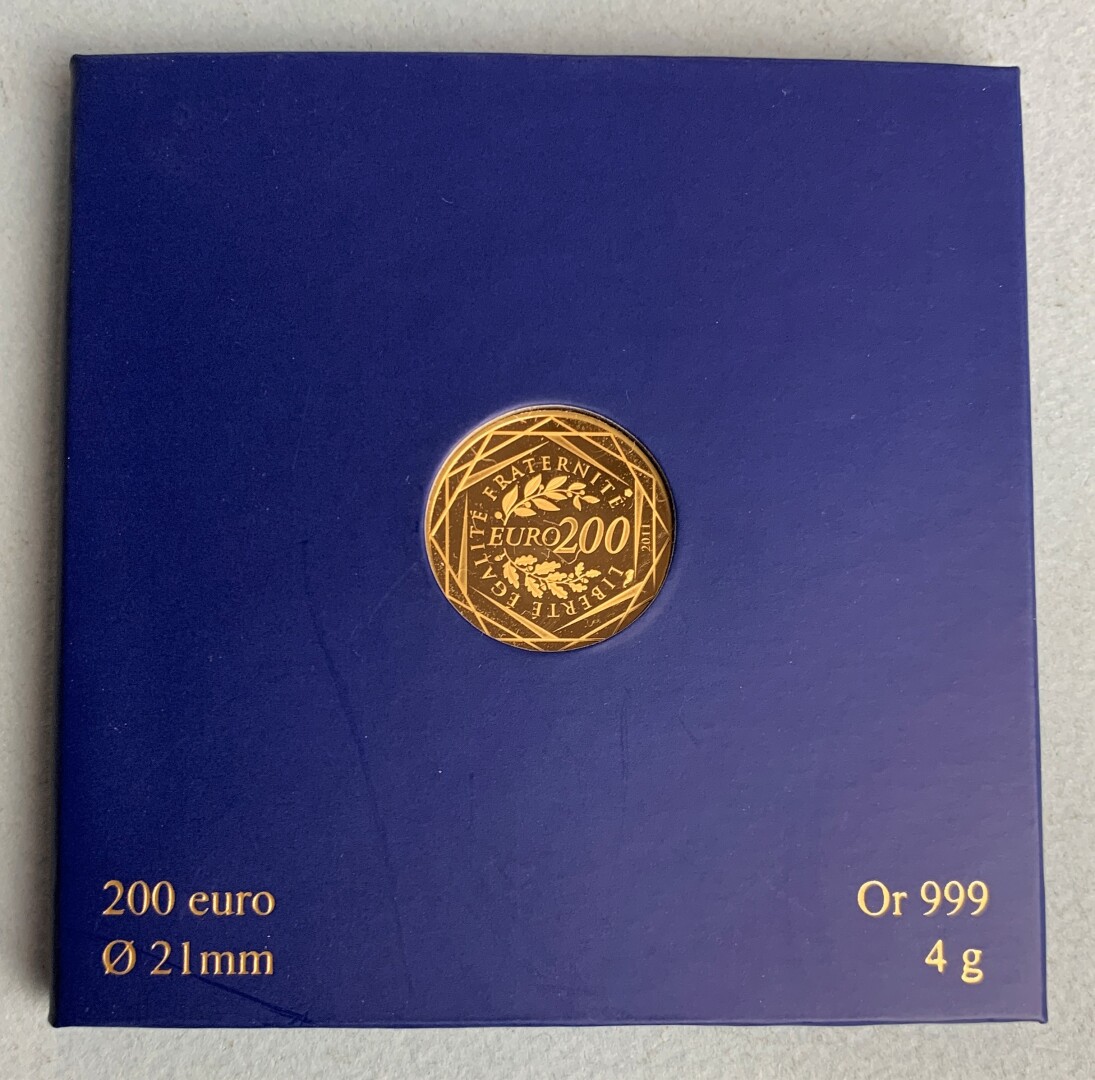 LIBERTÉ ÉGALITÉ FRATERNITÉ
EURO200
2011
200 euro
Ø 21mm
Or 999
4 g